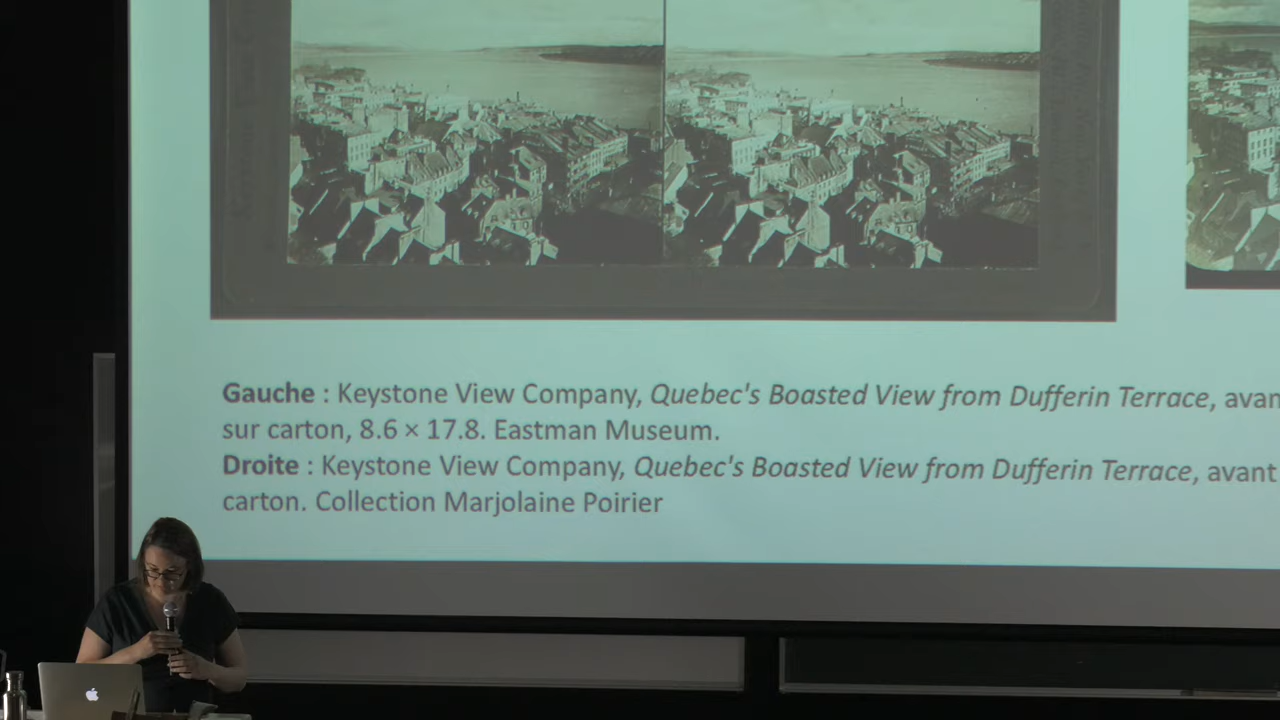 Gauche : Keystone View Company, Quebec's Boasted View from Dufferin Terrace, avan
sur carton, 8.6 × 17.8. Eastman Museum.
Droite : Keystone View Company, Quebec's Boasted View from Dufferin Terrace, avant
carton. Collection Marjolaine Poirier